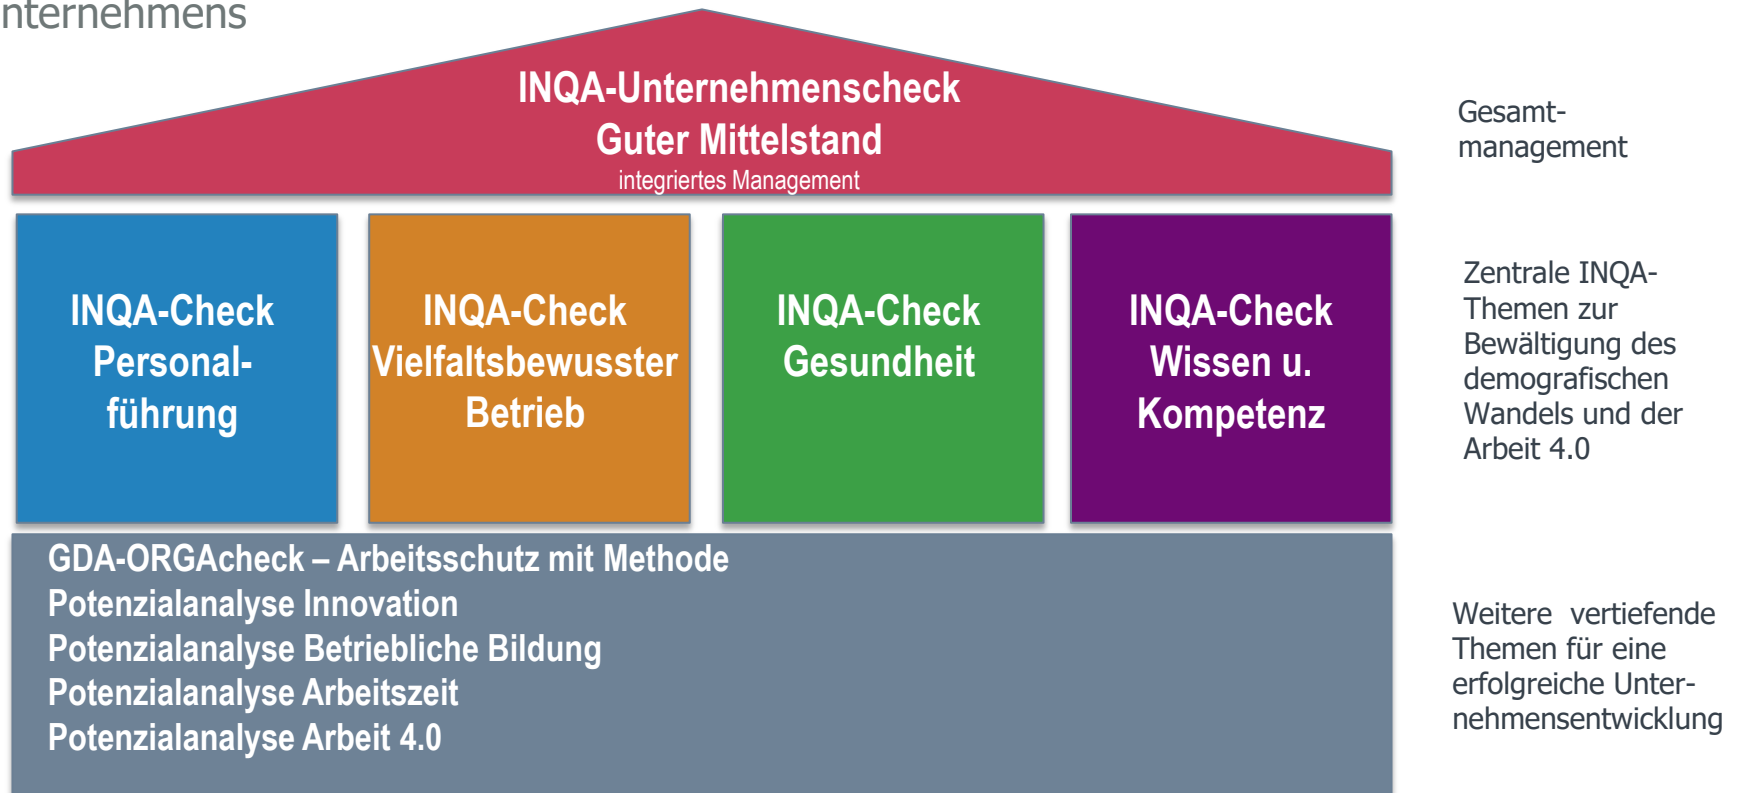 nternehmens
INQA-Unternehmenscheck
Guter Mittelstand
integriertes Management
Gesamt-
management
INQA-Check
Personal-
führung
INQA-Check
Vielfaltsbewusster
Betrieb
INQA-Check
Gesundheit
INQA-Check
Wissen u.
Kompetenz
Zentrale INQA-
Themen zur
Bewältigung des
demografischen
Wandels und der
Arbeit 4.0
GDA-ORGAcheck – Arbeitsschutz mit Methode
Potenzialanalyse Innovation
Potenzialanalyse Betriebliche Bildung
Potenzialanalyse Arbeitszeit
Potenzialanalyse Arbeit 4.0
Weitere vertiefende
Themen für eine
erfolgreiche Unter-
nehmensentwicklung